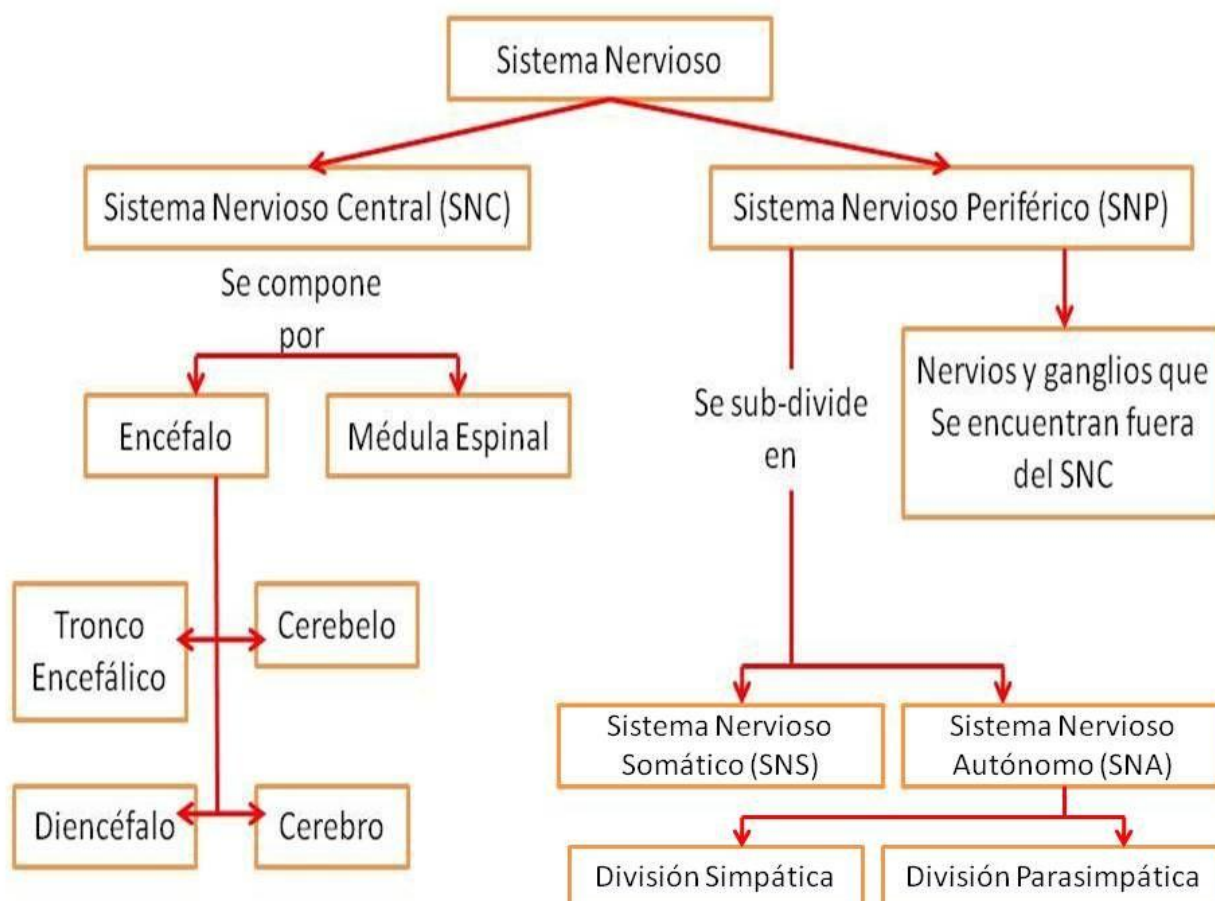 Sistema Nervioso
Sistema Nervioso Central (SNC)
Sistema Nervioso Periférico (SNP)
Se compone
por
Encéfalo
Médula Espinal
Tronco
Encefálico
Cerebelo
Diencéfalo
Cerebro
Se sub-divide
en
Nervios y ganglios que
Se encuentran fuera
del SNC
Sistema Nervioso
Somático (SNS)
Sistema Nervioso
Autónomo (SNA)
División Simpática
División Parasimpática